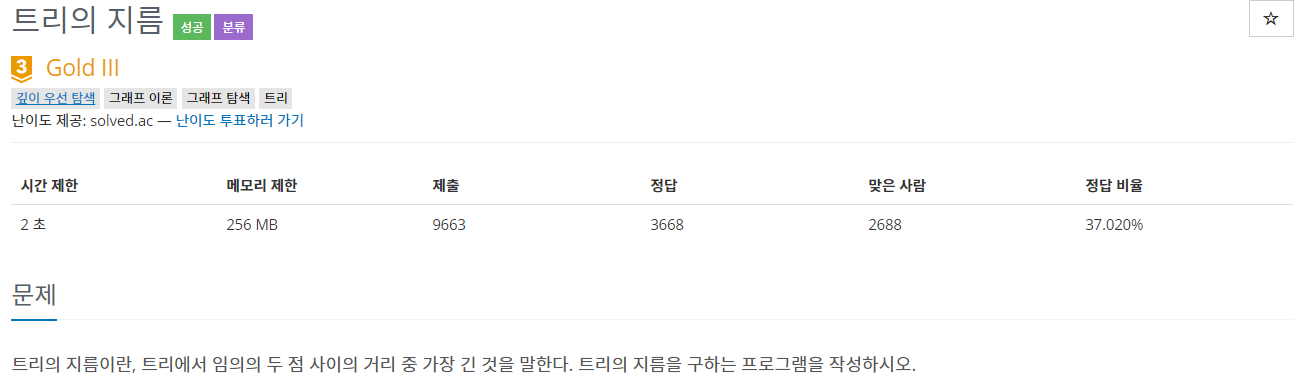 트리의 지름 성공 분류
☆
3 Gold III
깊이 우선 탐색 그래프 이론 그래프 탐색 트리
난이도 제공: solved.ac — 난이도 투표하러 가기
시간 제한 메모리 제한 제출 정답 맞은 사람 정답 비율
2 초 256 MB 9663 3668 2688 37.020%
문제
트리의 지름이란, 트리에서 임의의 두 점 사이의 거리 중 가장 긴 것을 말한다. 트리의 지름을 구하는 프로그램을 작성하시오.